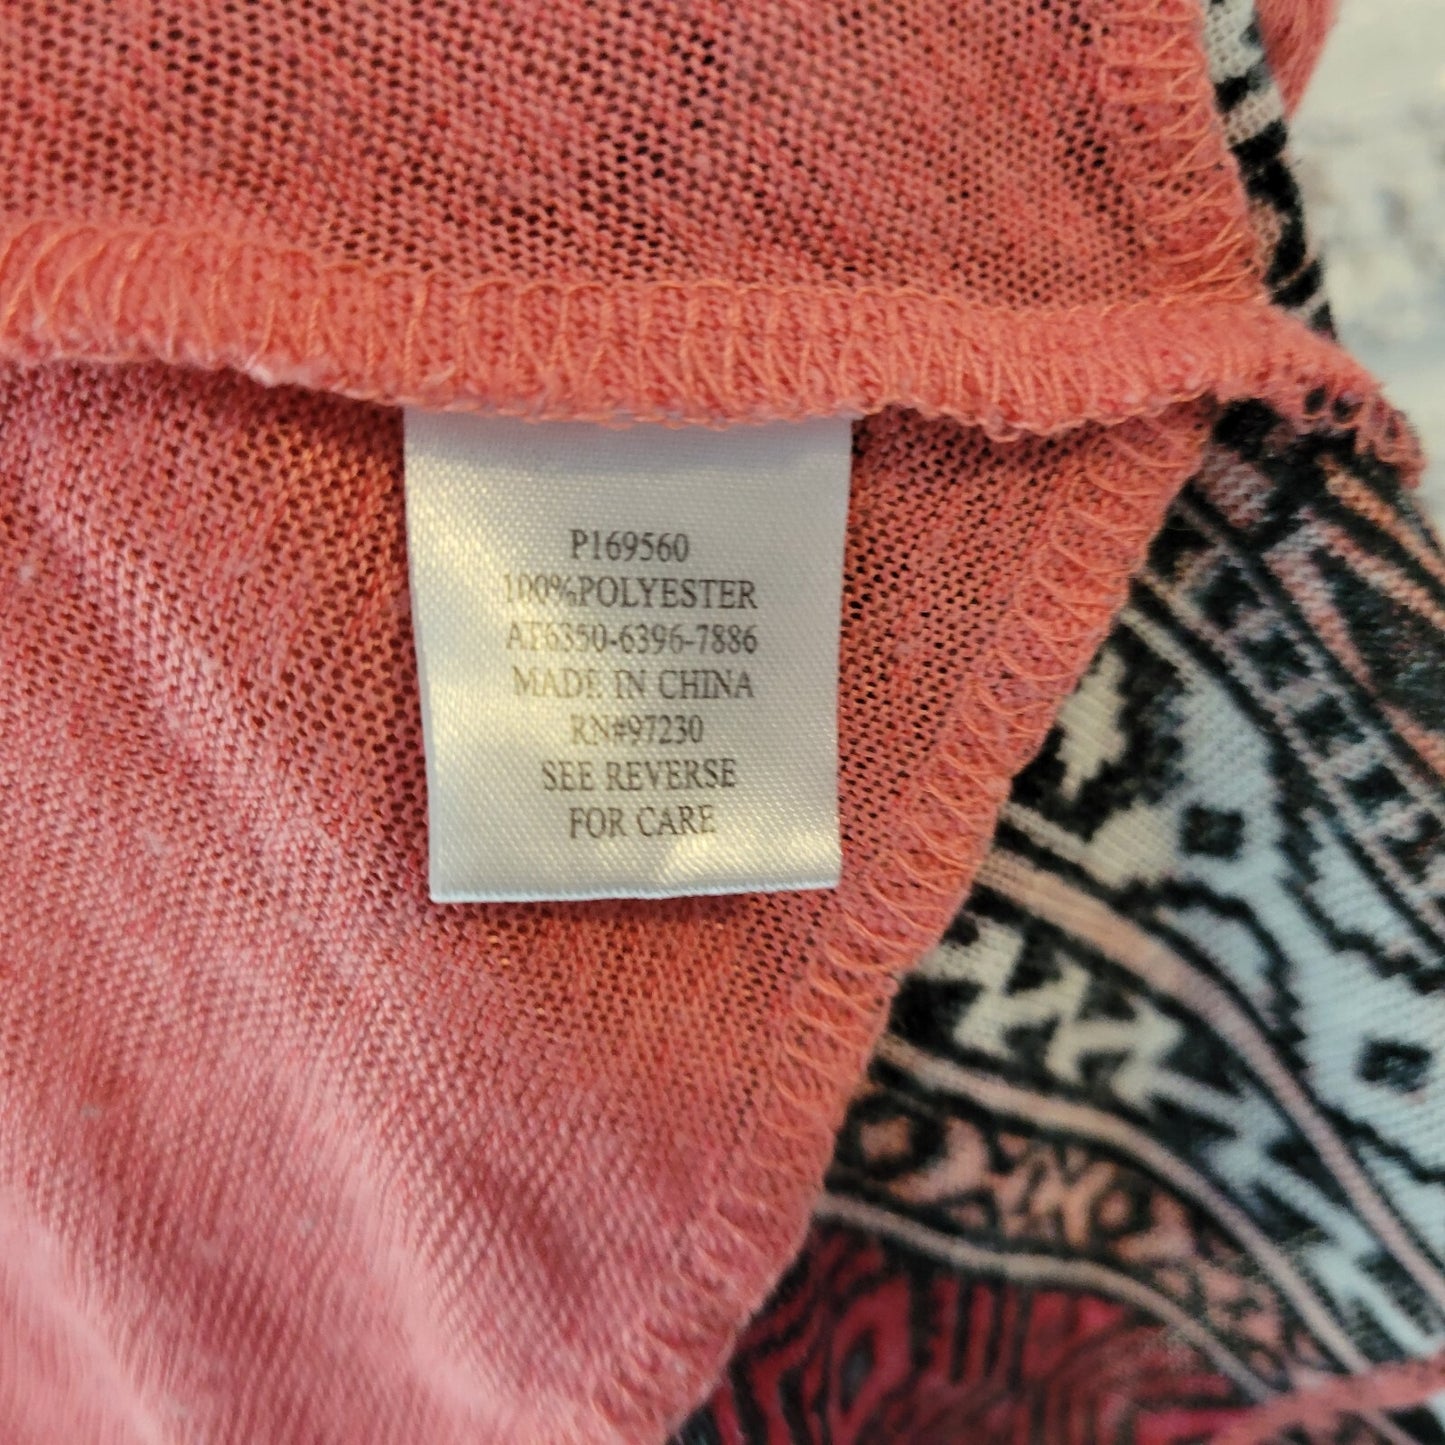 P169560
100%POLYESTER
AT6350-6396-7886
MADE IN CHINA
RN#97230
SEE REVERSE
FOR CARE